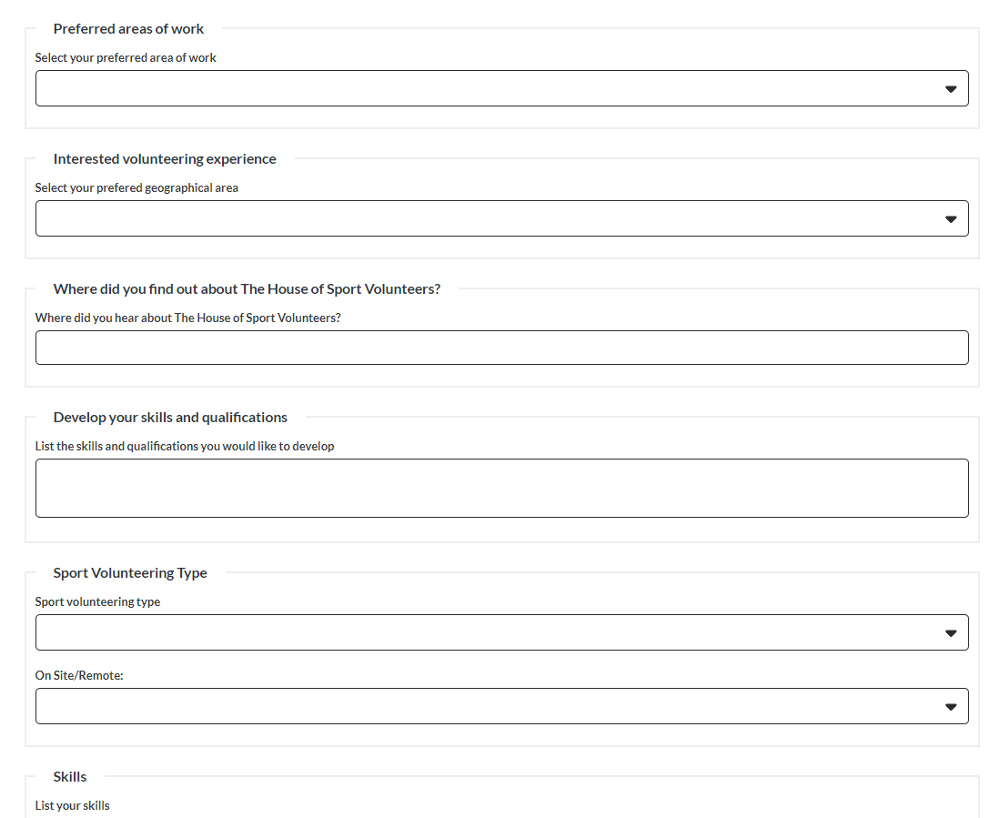 Preferred areas of work
Select your preferred area of work
Interested volunteering experience
Select your prefered geographical area
Where did you find out about The House of Sport Volunteers?
Where did you hear about The House of Sport Volunteers?
Develop your skills and qualifications
List the skills and qualifications you would like to develop
Sport Volunteering Type
Sport volunteering type
On Site/Remote:
Skills
List your skills